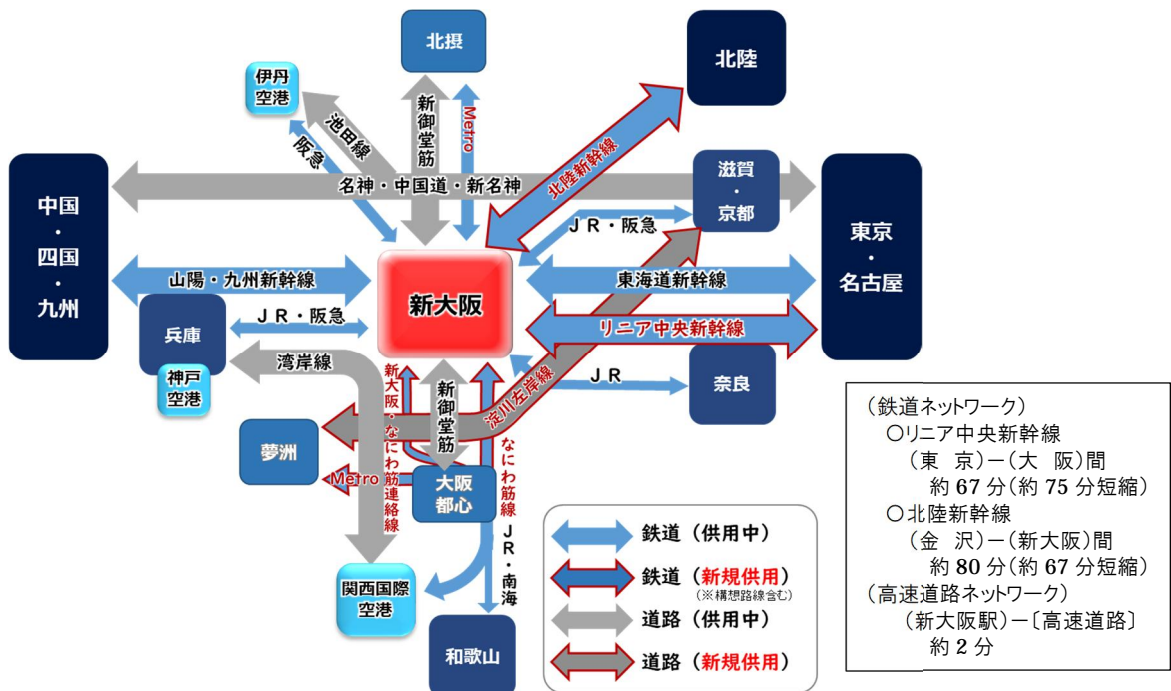 北摂
北陸
伊丹
空港
新御堂筋
Metro
池田線
阪急
北陸新幹線
滋賀
・
京都
名神・中国道・新名神
中国
・
四国
・
九州
東京
・
名古屋
JR・阪急
山陽・九州新幹線
新大阪
東海道新幹線
リニア中央新幹線
兵庫
JR・阪急
神戸
空港
湾岸線
新大阪・なにわ筋連絡線
新御堂筋
淀川左岸線
JR
奈良
夢洲
Metro
大阪
都心
なにわ筋線
JR・南海
関西国際
空港
和歌山
鉄道（供用中）
鉄道（新規供用）
（※構想路線含む）
道路（供用中）
道路（新規供用）
（鉄道ネットワーク）
○リニア中央新幹線
（東 京）－（大 阪）間
約 67 分（約 75 分短縮）
○北陸新幹線
（金 沢）－（新大阪）間
約 80 分（約 67 分短縮）
（高速道路ネットワーク）
（新大阪駅）－〔高速道路〕
約 2 分